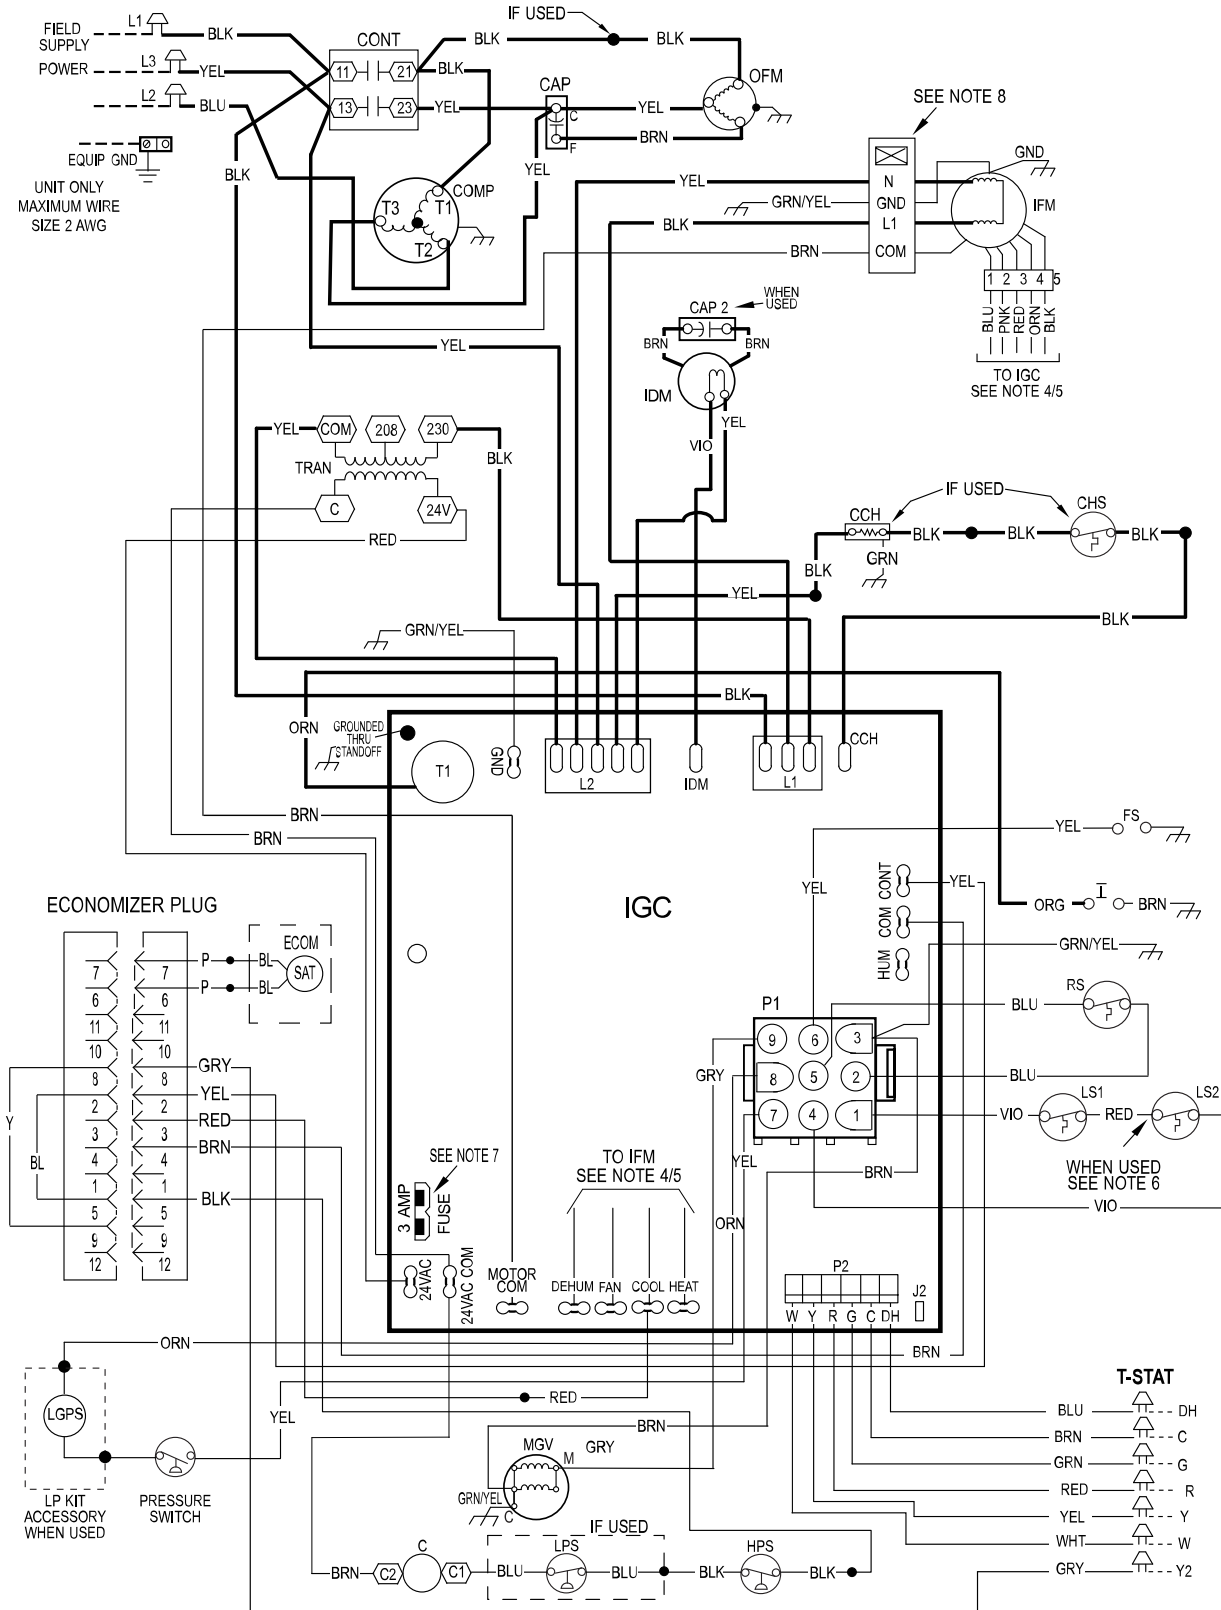 IF USED
FIELD SUPPLY
POWER
L1
BLK
L3
YEL
L2
BLU
EQUIP GND
UNIT ONLY
MAXIMUM WIRE
SIZE 2 AWG
CONT
11
21
13
23
BLK
BLK
BLK
YEL
CAP
C
F
YEL
BRN
OFM
BLK
YEL
COMP
T3
T1
T2
SEE NOTE 8
GND
YEL
N
GRN/YEL
GND
IFM
BLK
L1
BRN
COM
1 2 3 4 5
BLU
PNK
RED
ORN
BLK
TO IGC
SEE NOTE 4/5
WHEN
USED
CAP 2
BRN
BRN
IDM
YEL
VIO
YEL
YEL
COM
208
230
TRAN
BLK
C
24V
RED
IF USED
CCH
CHS
BLK
BLK
BLK
GRN
BLK
YEL
BLK
GRN/YEL
BLK
ORN
GROUNDED
THRU
STANDOFF
T1
GND
L2
IDM
L1
CCH
BRN
BRN
YEL
FS
YEL
CONT
YEL
COM
HUM
ORG
I
BRN
GRN/YEL
IGC
ECONOMIZER PLUG
ECOM
SAT
P
BL
P
BL
7
7
6
6
11
11
10
10
GRY
8
8
YEL
2
2
RED
3
3
BRN
4
4
1
1
BLK
5
5
9
9
12
12
Y
BL
P1
9
6
3
8
5
2
7
4
1
GRY
BLU
RS
BLU
VIO
LS1
RED
LS2
WHEN USED
SEE NOTE 6
VIO
YEL
BRN
ORN
SEE NOTE 7
3 AMP
FUSE
TO IFM
SEE NOTE 4/5
24VAC
24VAC COM
MOTOR
COM
DEHUM
FAN
COOL
HEAT
P2
W Y R G C DH
J2
ORN
BRN
LGPS
YEL
RED
LP KIT
ACCESSORY
WHEN USED
PRESSURE
SWITCH
BRN
MGV
M
GRY
GRN/YEL
C
IF USED
BRN
C2
C
C1
BLU
LPS
BLU
BLK
HPS
BLK
T-STAT
BLU
DH
BRN
C
GRN
G
RED
R
YEL
Y
WHT
W
GRY
Y2